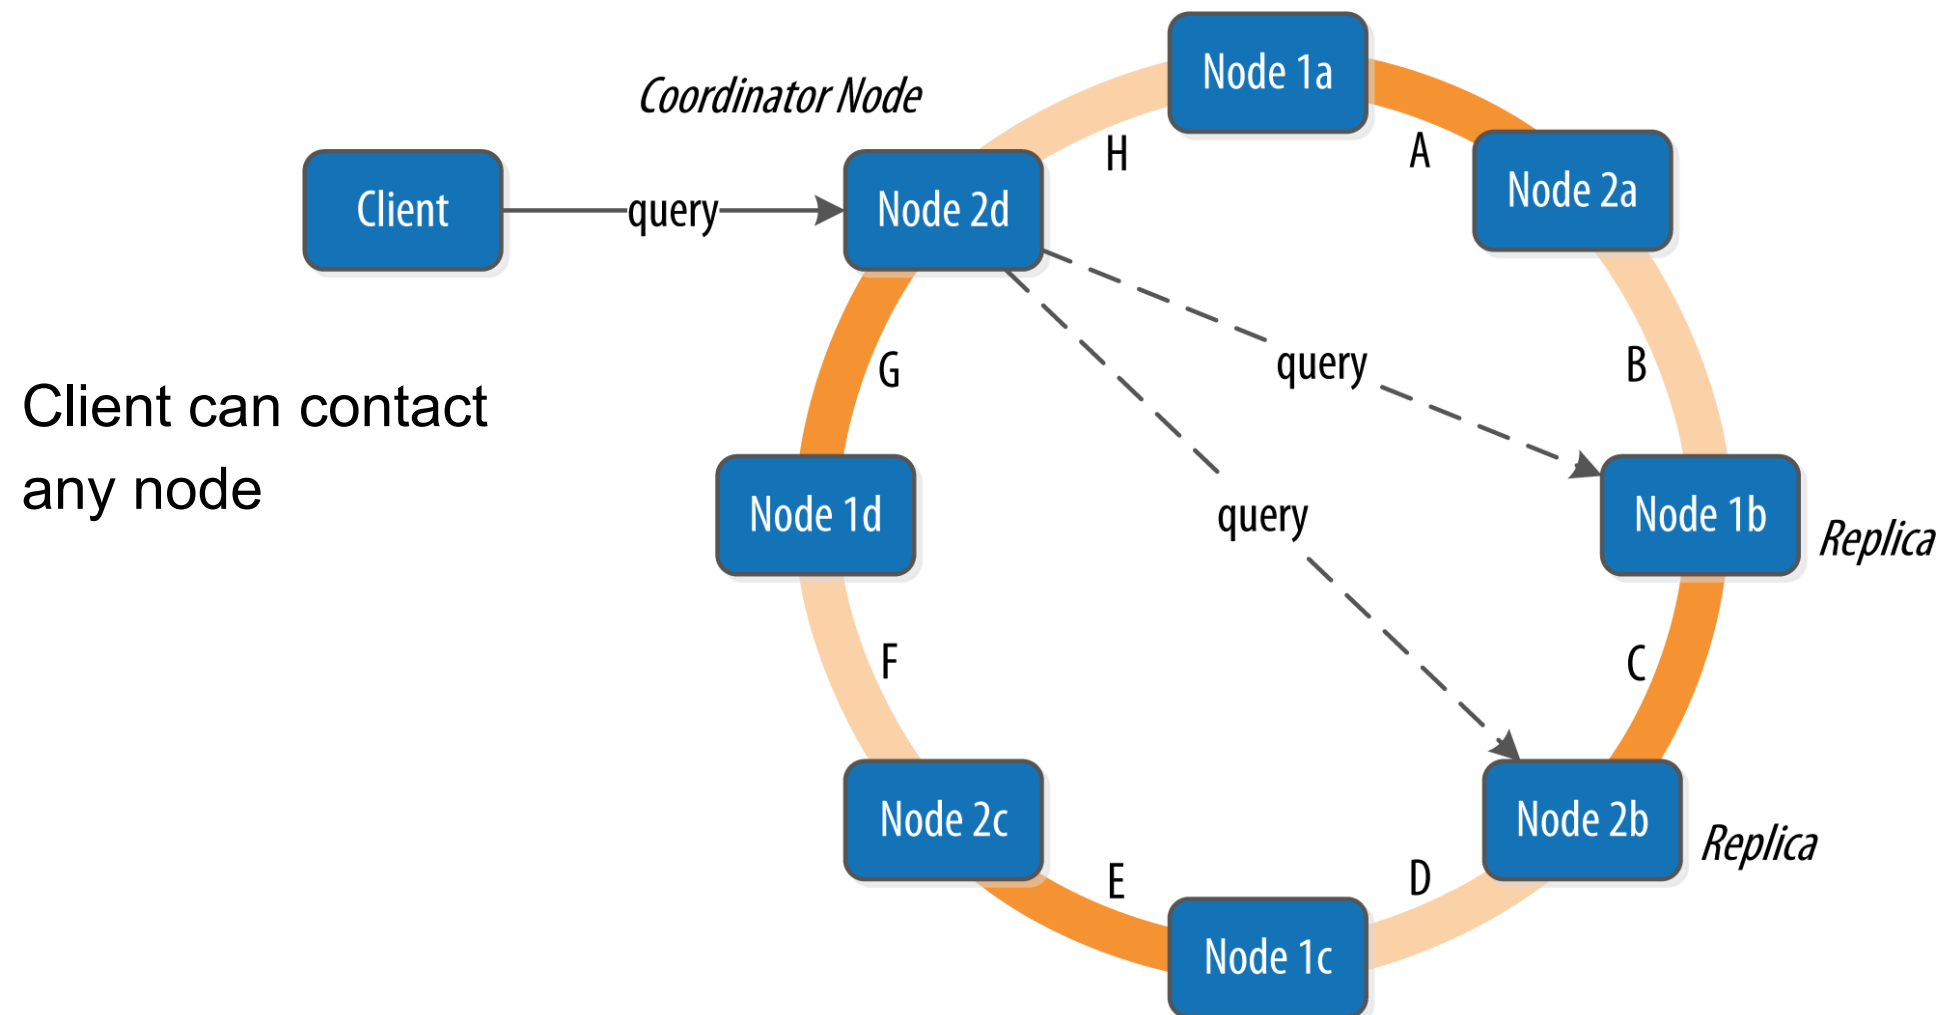 Node 1a
Coordinator Node
H
A
Client
query
Node 2d
Node 2a
G
query
B
Client can contact
any node
Node 1d
query
Node 1b
Replica
F
C
Node 2c
Node 2b
Replica
E
D
Node 1c